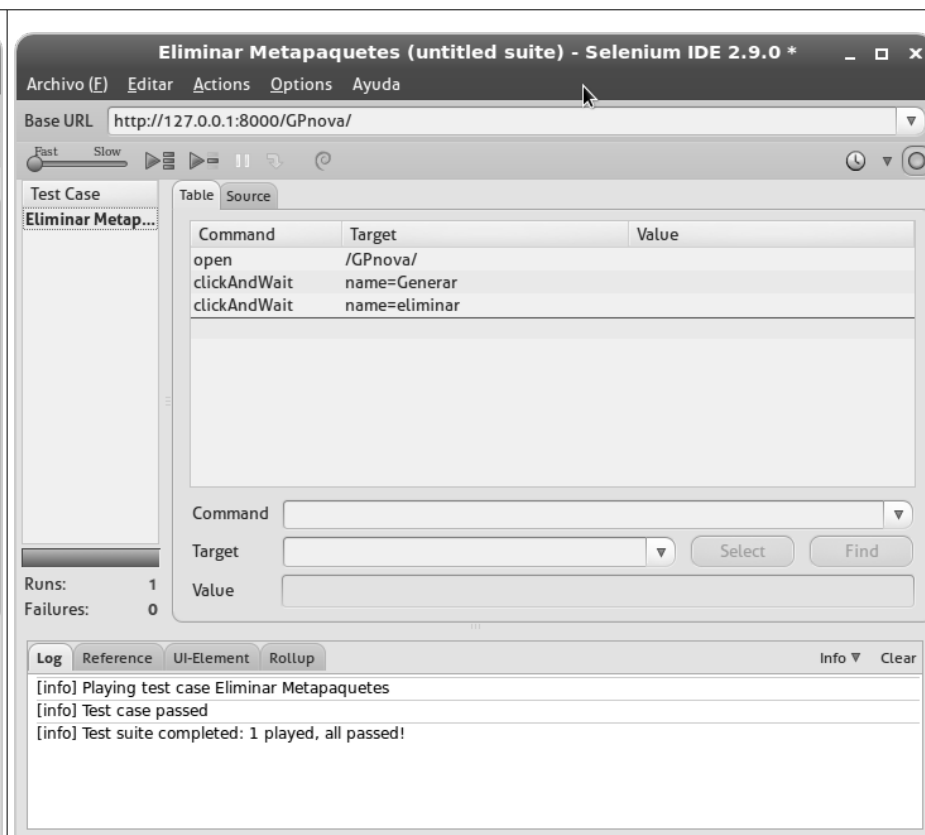 Eliminar Metapaquetes (untitled suite) - Selenium IDE 2.9.0 *
Archivo (F) Editar Actions Options Ayuda
Base URL http://127.0.0.1:8000/GPnova/
Fast Slow
Test Case
Eliminar Metap...
Table Source
Command Target Value
open /GPnova/
clickAndWait name=Generar
clickAndWait name=eliminar
Command
Target Select Find
Value
Runs: 1
Failures: 0
Log Reference UI-Element Rollup Info Clear
[info] Playing test case Eliminar Metapaquetes
[info] Test case passed
[info] Test suite completed: 1 played, all passed!